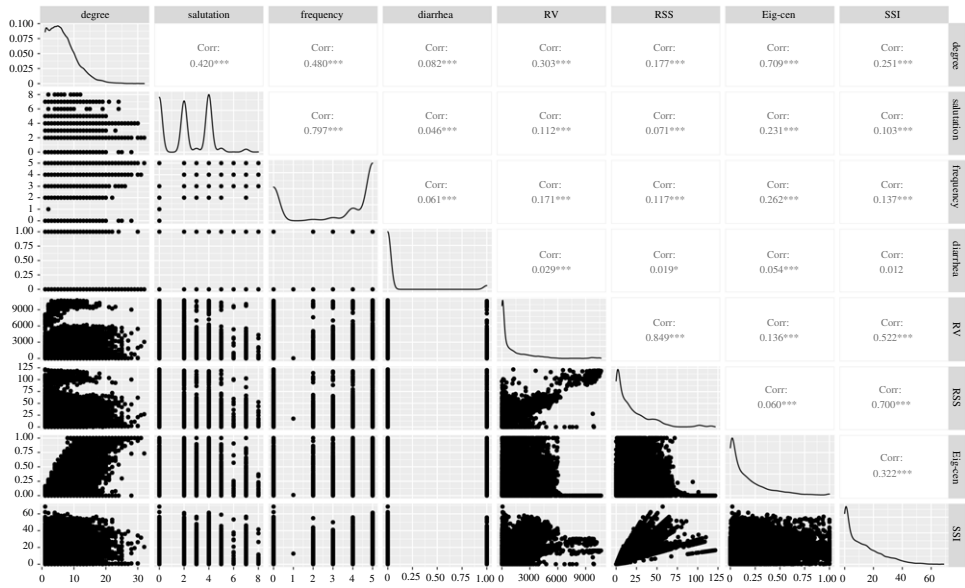 degree salutation frequency diarrhea RV RSS Eig-cen SSI
0.100
0.075
0.050
0.025
0
Corr: Corr: Corr: Corr: Corr: Corr: Corr:
0.420*** 0.480*** 0.082*** 0.303*** 0.177*** 0.709*** 0.251***
degree
8
6
4
2
0
Corr: Corr: Corr: Corr: Corr: Corr:
0.797*** 0.046*** 0.112*** 0.071*** 0.231*** 0.103***
salutation
5
4
3
2
1
0
Corr: Corr: Corr: Corr: Corr:
0.061*** 0.171*** 0.117*** 0.262*** 0.137***
frequency
1.00
0.75
0.50
0.25
0
Corr: Corr: Corr: Corr:
0.029*** 0.019* 0.054*** 0.012
diarrhea
9000
6000
3000
0
Corr: Corr: Corr:
0.849*** 0.136*** 0.522***
RV
125
100
75
50
25
0
Corr: Corr:
0.060*** 0.700***
RSS
1.00
0.75
0.50
0.25
0.00
Corr:
0.322***
Eig-cen
60
40
20
0
SSI
0 10 20 30 0 2 4 6 8 0 1 2 3 4 5 0 0.25 0.50 0.75 1.00 0 3000 9000 0 25 50 75 125 0 0.25 0.50 0.75 1.00 0 20 40 60